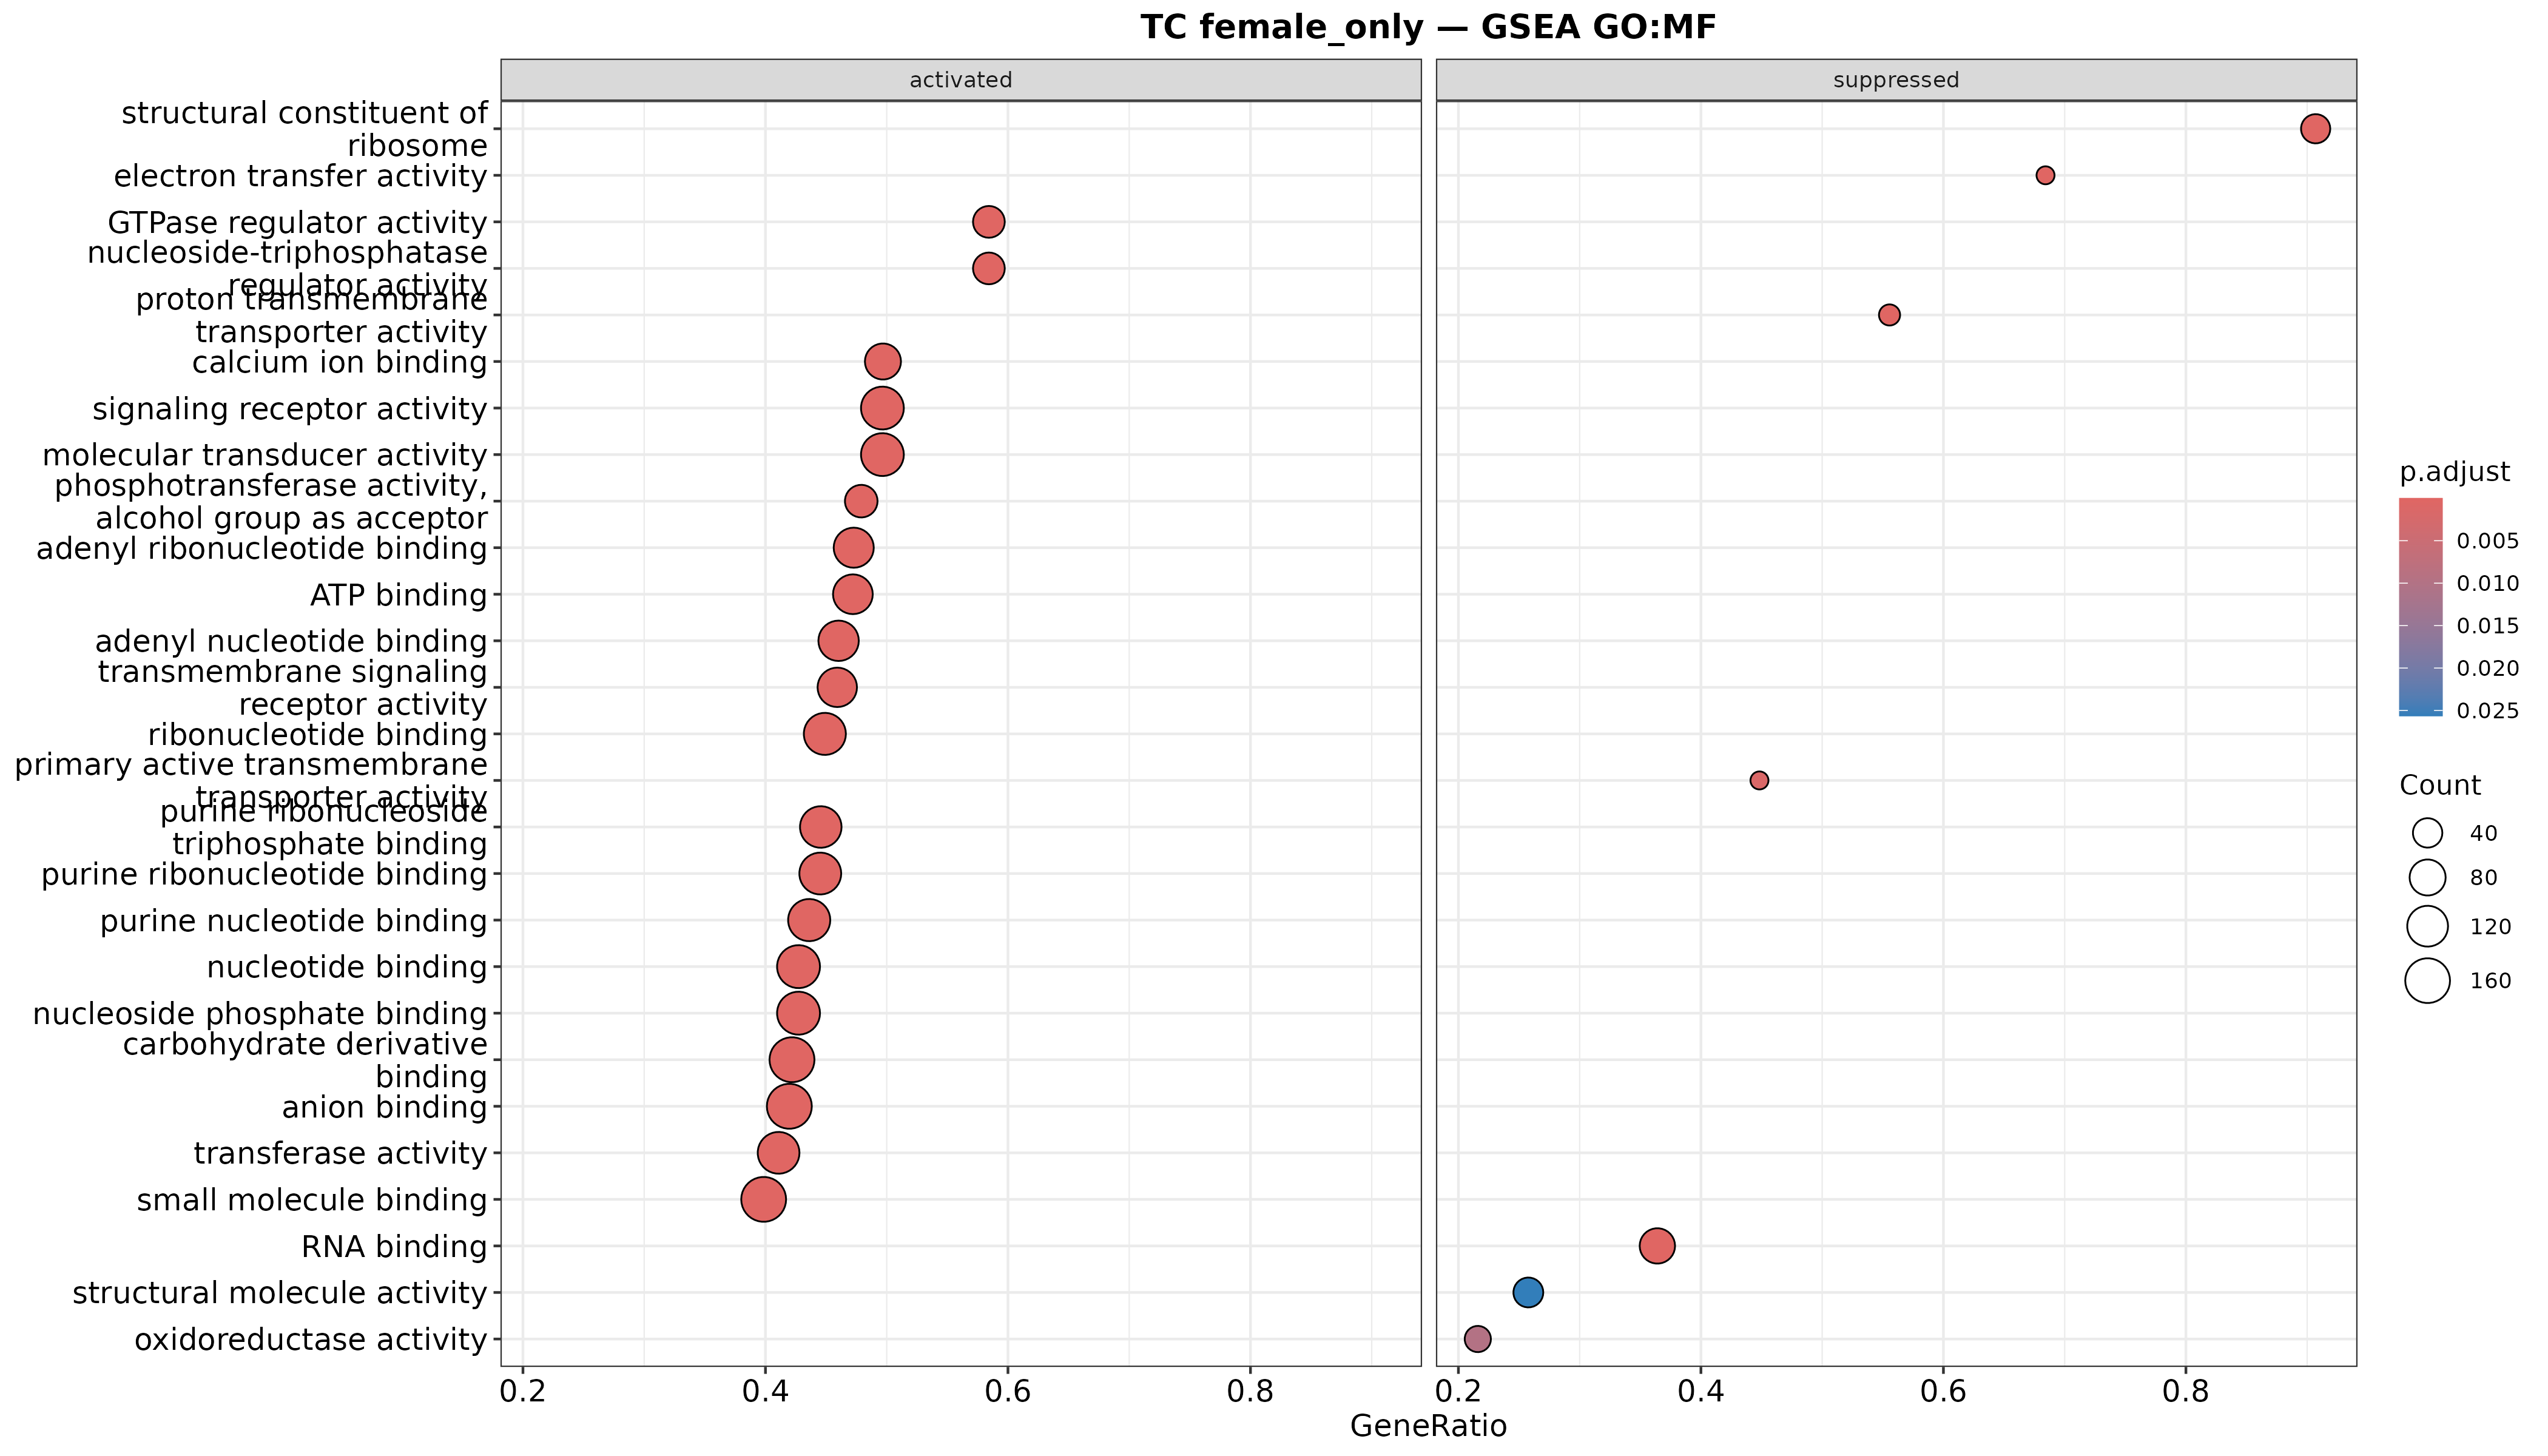 TC female_only — GSEA GO:MF
activated
suppressed
structural constituent of
ribosome
electron transfer activity
GTPase regulator activity
nucleoside-triphosphatase
regulator activity
proton transmembrane
transporter activity
calcium ion binding
signaling receptor activity
molecular transducer activity
phosphotransferase activity,
alcohol group as acceptor
adenyl ribonucleotide binding
ATP binding
adenyl nucleotide binding
transmembrane signaling
receptor activity
ribonucleotide binding
primary active transmembrane
transporter activity
purine ribonucleoside
triphosphate binding
purine ribonucleotide binding
purine nucleotide binding
nucleotide binding
nucleoside phosphate binding
carbohydrate derivative
binding
anion binding
transferase activity
small molecule binding
RNA binding
structural molecule activity
oxidoreductase activity
0.2 0.4 0.6 0.8
0.2 0.4 0.6 0.8
GeneRatio
p.adjust
0.005
0.010
0.015
0.020
0.025
Count
40
80
120
160